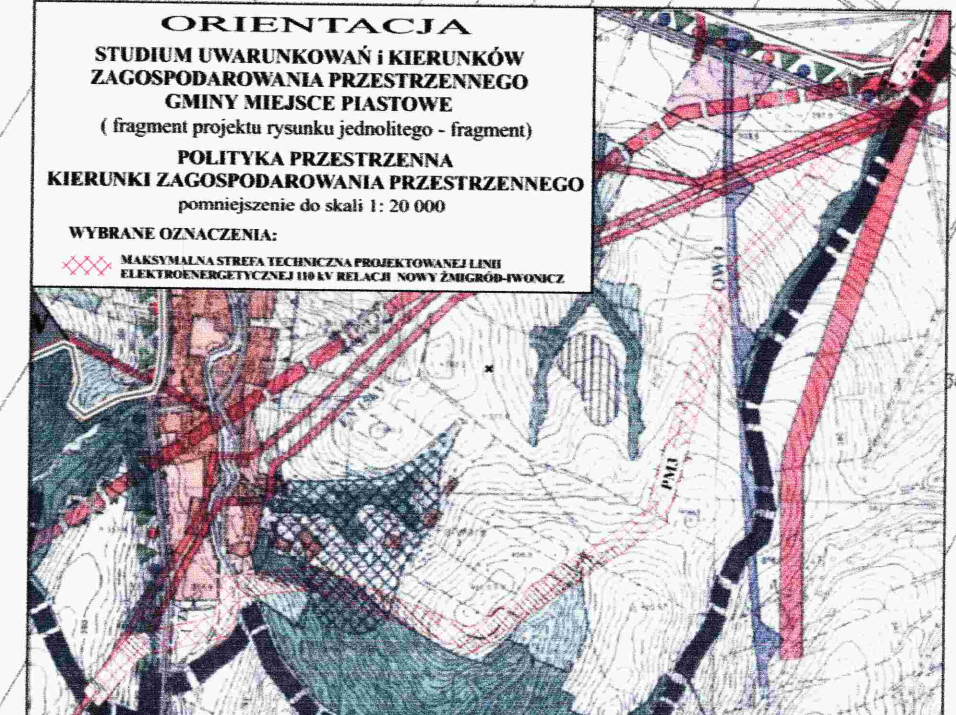 ORIENTACJA
STUDIUM UWARUNKOWAŃ i KIERUNKÓW
ZAGOSPODAROWANIA PRZESTRZENNEGO
GMINY MIEJSCE PIASTOWE
( fragment projektu rysunku jednolitego - fragment)
POLITYKA PRZESTRZENNA
KIERUNKI ZAGOSPODAROWANIA PRZESTRZENNEGO
pomniejszenie do skali 1: 20 000
WYBRANE OZNACZENIA:
MAKSYMALNA STREFA TECHNICZNA PROJEKTOWANEJ LINII
ELEKTROENERGETYCZNEJ 110 kV RELACJI NOWY ŻMIGRÓD-IWONICZ
PM3